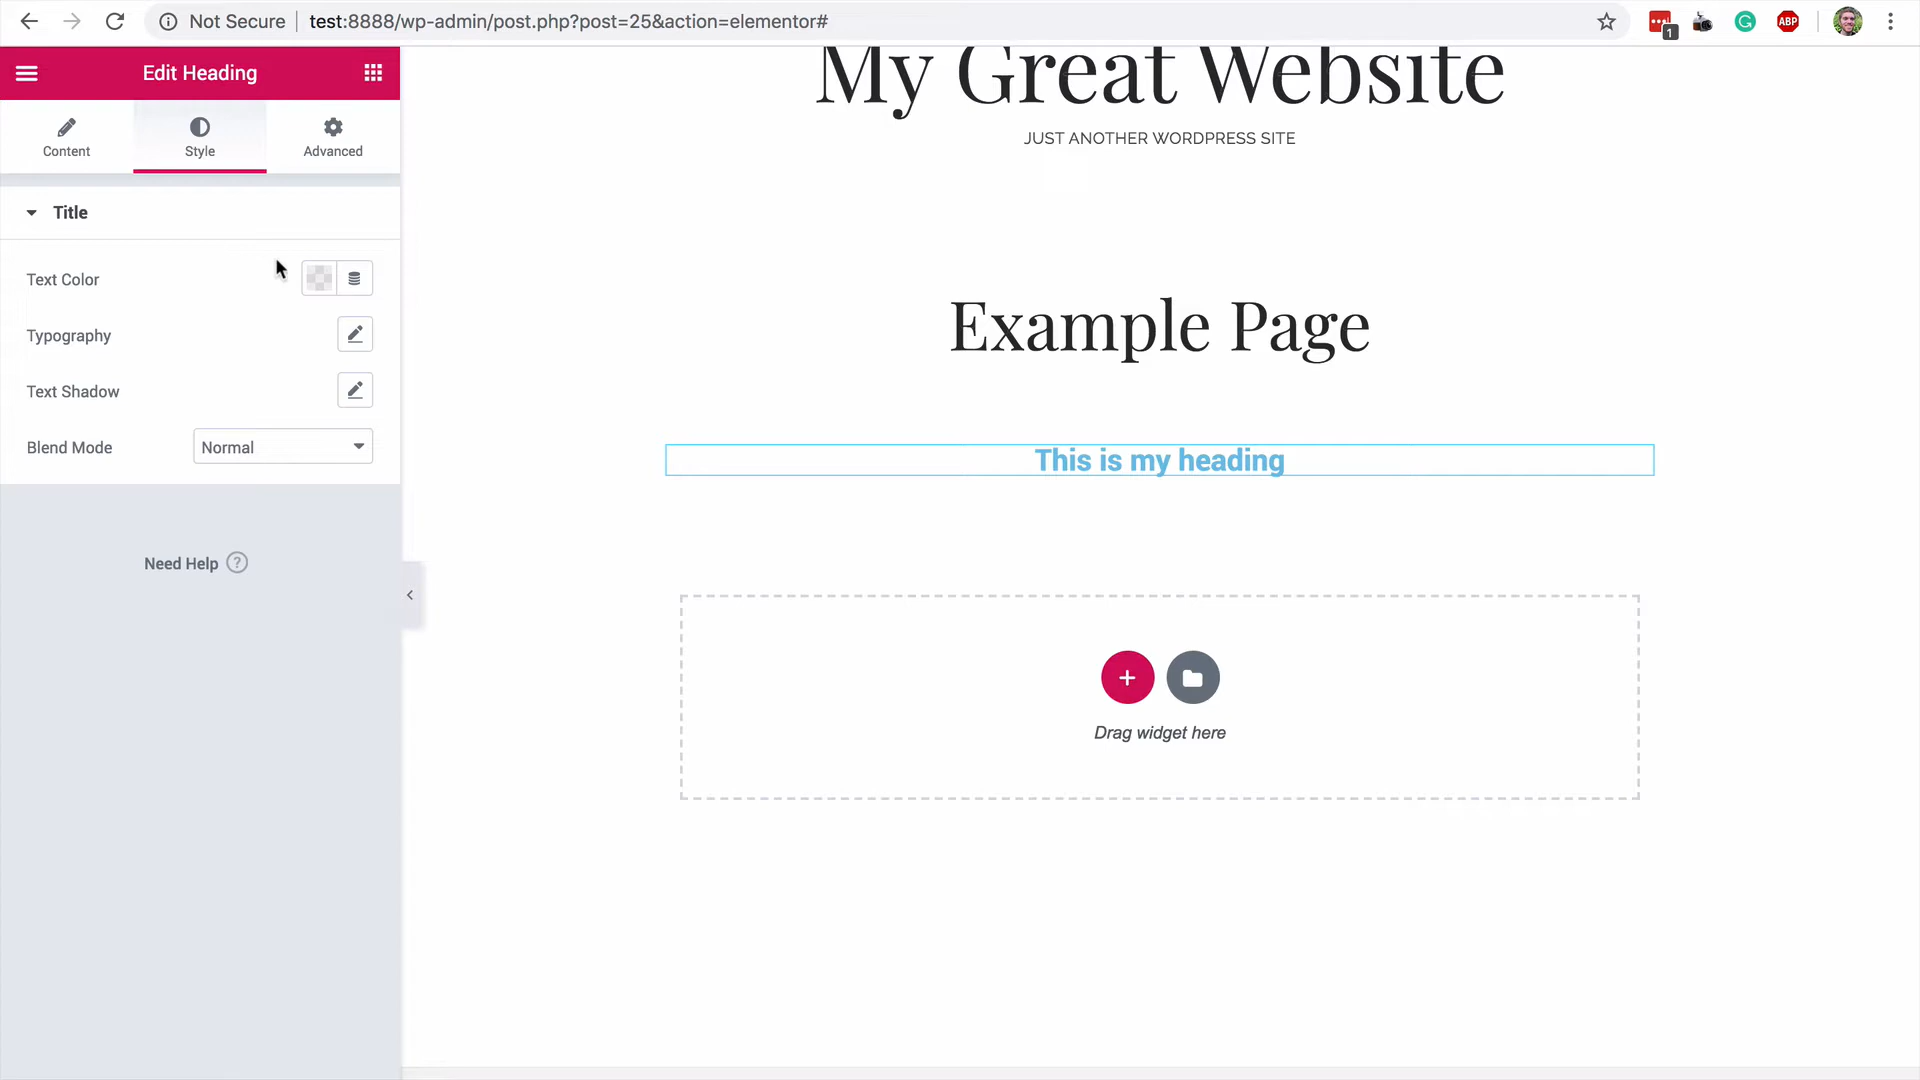 Not Secure
test:8888/wp-admin/post.php?post=25&action=elementor#
1
G
ABP
Edit Heading
Content
Style
Advanced
Title
Text Color
Typography
Text Shadow
Blend Mode
Normal
Need Help ?
My Great Website
JUST ANOTHER WORDPRESS SITE
Example Page
This is my heading
Drag widget here